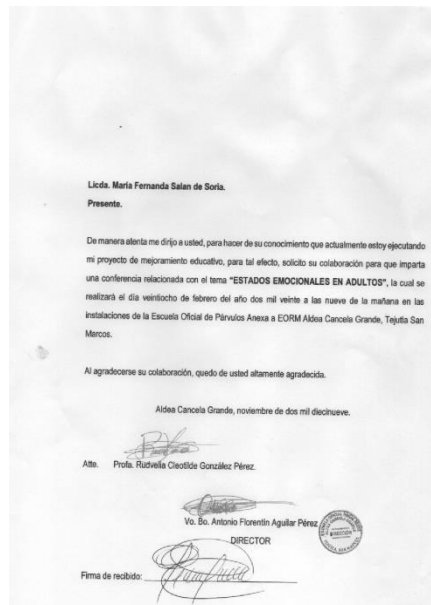 Licda. María Fernanda Salan de Soria.
Presente.
De manera atenta me dirijo a usted, para hacer de su conocimiento que actualmente estoy ejecutando
mi proyecto de mejoramiento educativo, para tal efecto, solicito su colaboración para que imparta
una conferencia relacionada con el tema "ESTADOS EMOCIONALES EN ADULTOS", la cual se
realizará el día veintiocho de febrero del año dos mil veinte a las nueve de la mañana en las
instalaciones de la Escuela Oficial de Párvulos Anexa a EORM Aldea Cancela Grande, Tejutla San
Marcos.
Al agradecerse su colaboración, quedo de usted altamente agradecida.
Aldea Cancela Grande, noviembre de dos mil diecinueve.
Atte. Profa. Rudvelia Cleotilde González Pérez.
Vo. Bo. Antonio Florentín Aguilar Pérez
DIRECTOR
DIRECCIÓN
Firma de recibido: